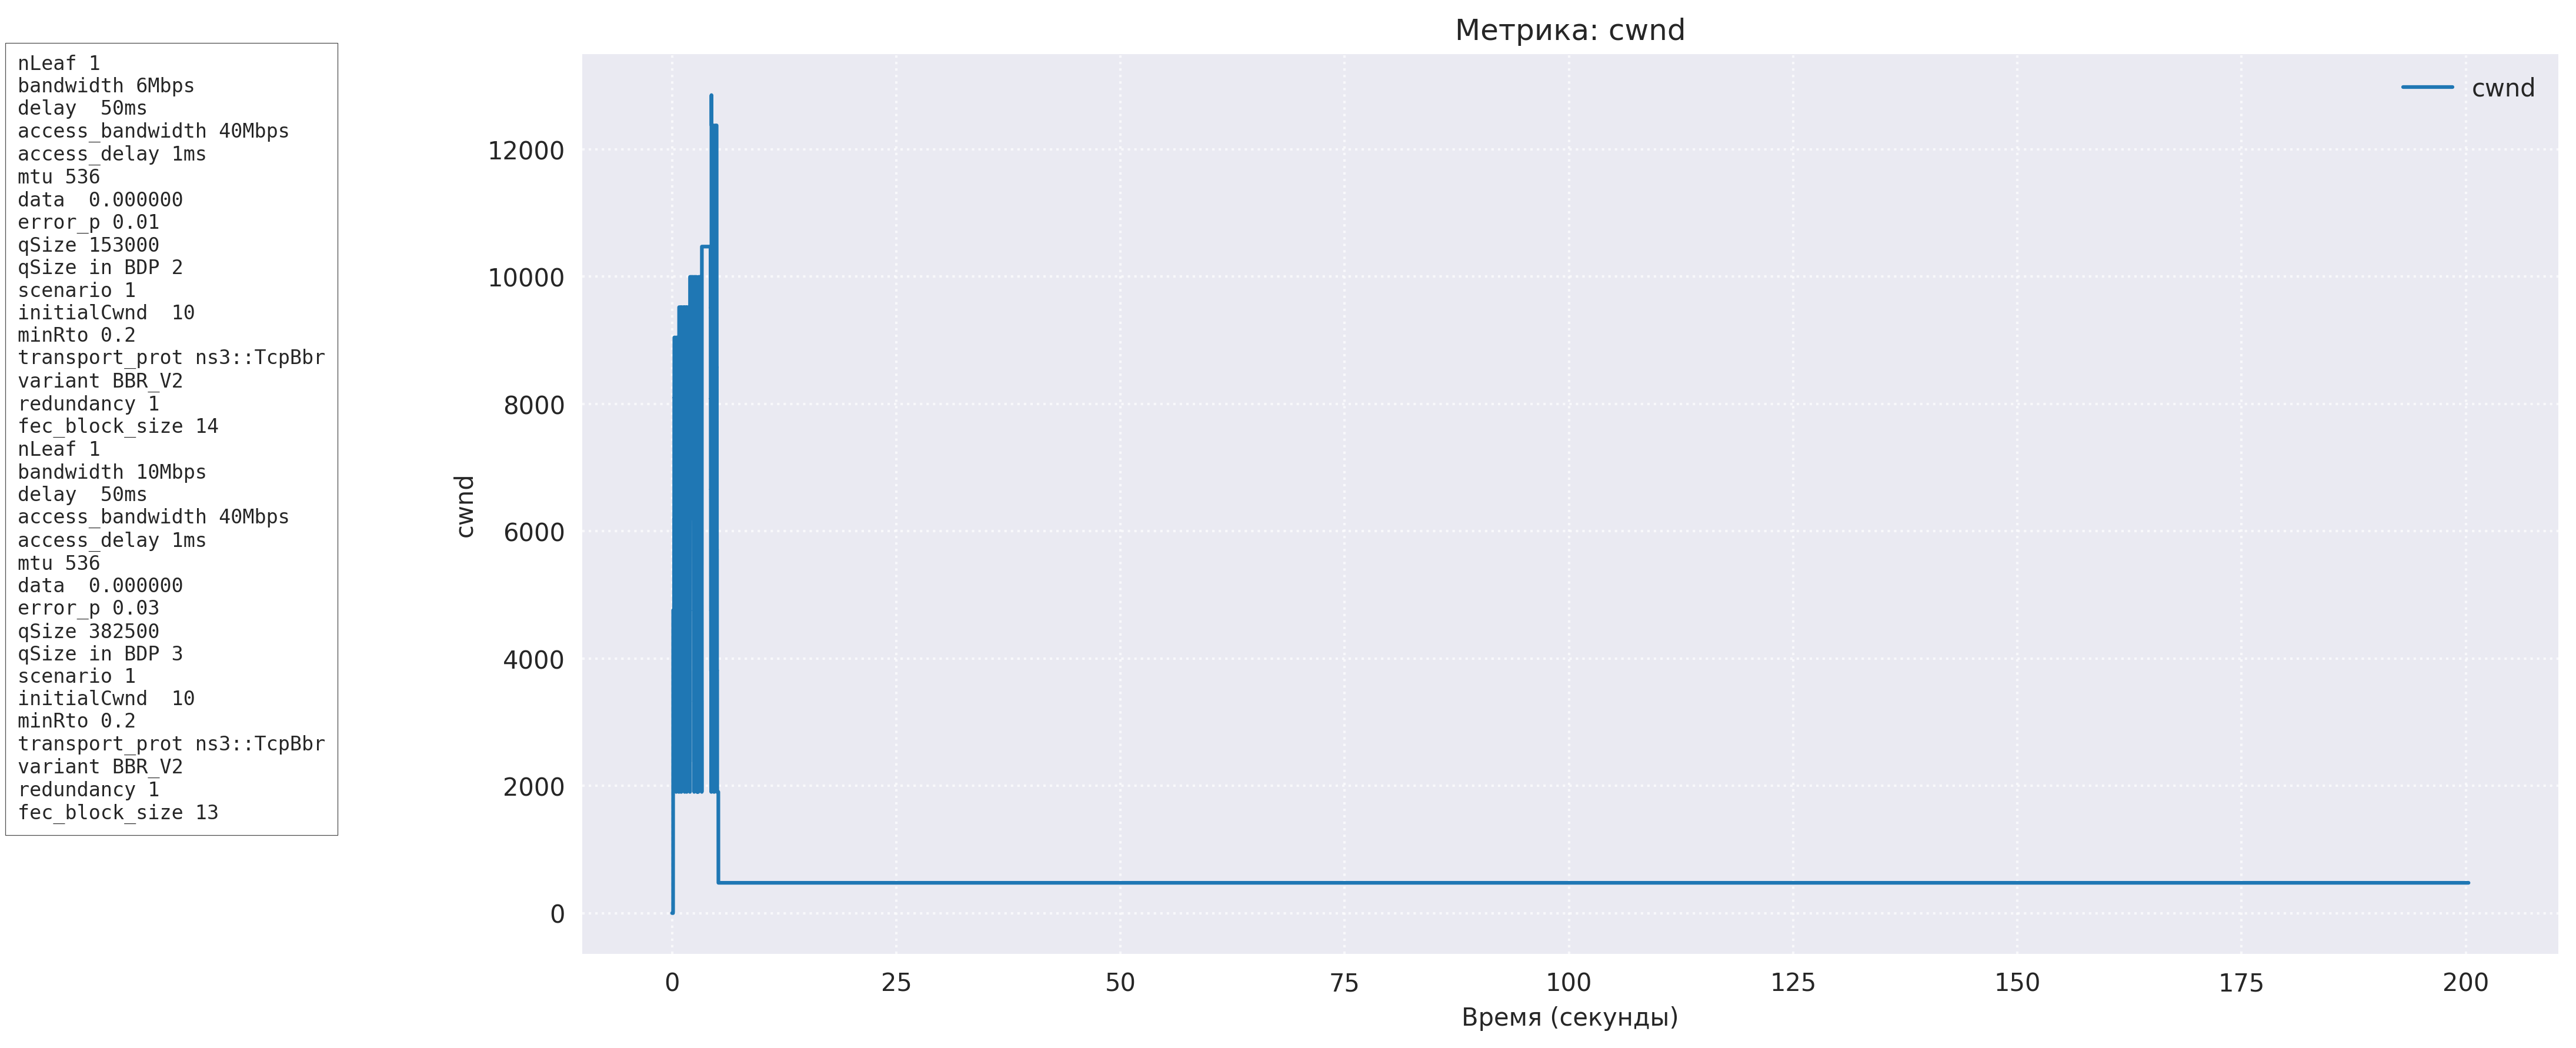 nLeaf 1
bandwidth 6Mbps
delay  50ms
access_bandwidth 40Mbps
access_delay 1ms
mtu 536
data  0.000000
error_p 0.01
qSize 153000
qSize in BDP 2
scenario 1
initialCwnd  10
minRto 0.2
transport_prot ns3::TcpBbr
variant BBR_V2
redundancy 1
fec_block_size 14
nLeaf 1
bandwidth 10Mbps
delay  50ms
access_bandwidth 40Mbps
access_delay 1ms
mtu 536
data  0.000000
error_p 0.03
qSize 382500
qSize in BDP 3
scenario 1
initialCwnd  10
minRto 0.2
transport_prot ns3::TcpBbr
variant BBR_V2
redundancy 1
fec_block_size 13
Метрика: cwnd
cwnd
cwnd
12000
10000
8000
6000
4000
2000
0
0 25 50 75 100 125 150 175 200
Время (секунды)